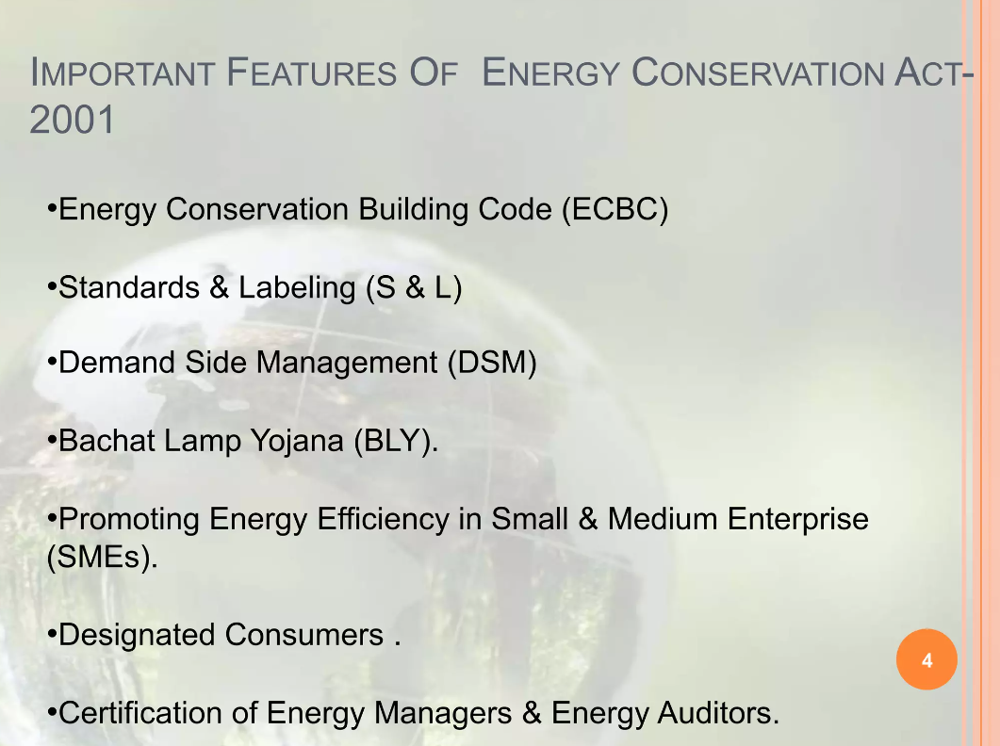 IMPORTANT FEATURES OF ENERGY CONSERVATION ACT-
2001
•Energy Conservation Building Code (ECBC)
•Standards & Labeling (S & L)
•Demand Side Management (DSM)
•Bachat Lamp Yojana (BLY).
•Promoting Energy Efficiency in Small & Medium Enterprise
(SMEs).
•Designated Consumers .
4
•Certification of Energy Managers & Energy Auditors.